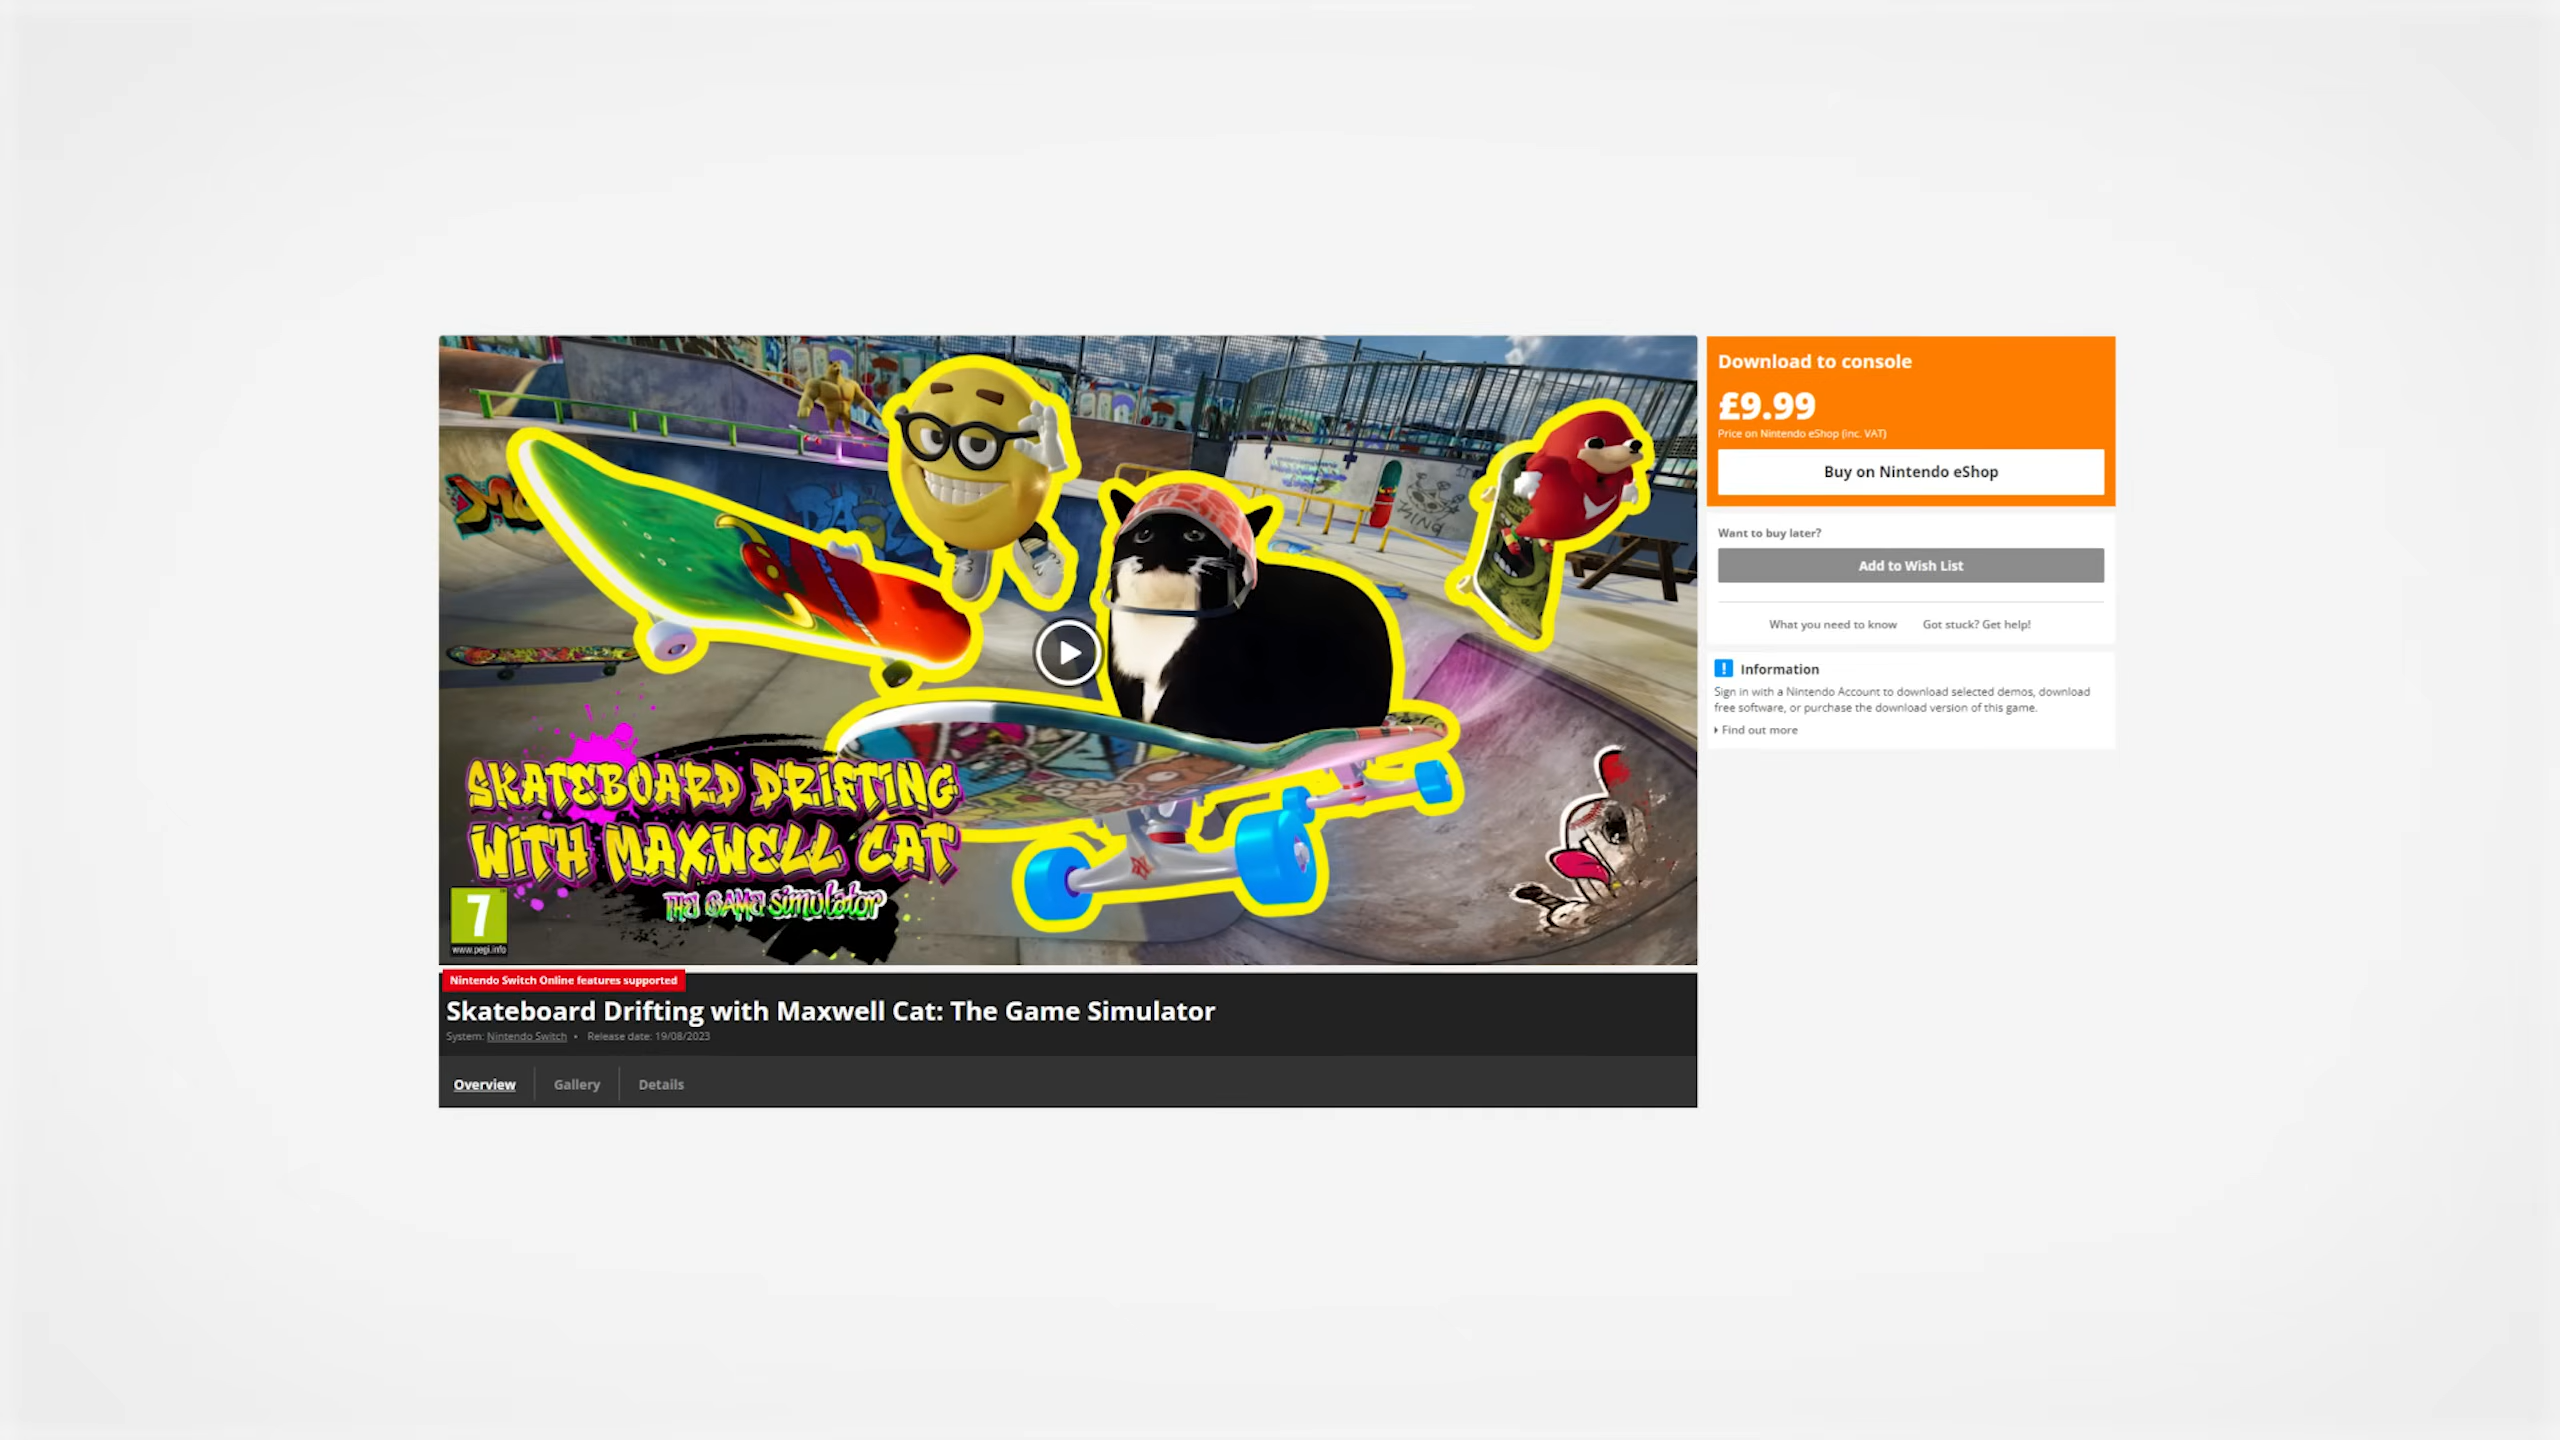 SKATEBOARD DRIFTING
WITH MAXWELL CAT
THE GAME simulator
7
www.pegi.info
KING
Nintendo Switch Online features supported
Skateboard Drifting with Maxwell Cat: The Game Simulator
System: Nintendo Switch • Release date: 19/08/2023
Overview
Gallery
Details
Download to console
£9.99
Price on Nintendo eShop (inc. VAT)
Buy on Nintendo eShop
Want to buy later?
Add to Wish List
What you need to know
Got stuck? Get help!
! Information
Sign in with a Nintendo Account to download selected demos, download
free software, or purchase the download version of this game.
Find out more